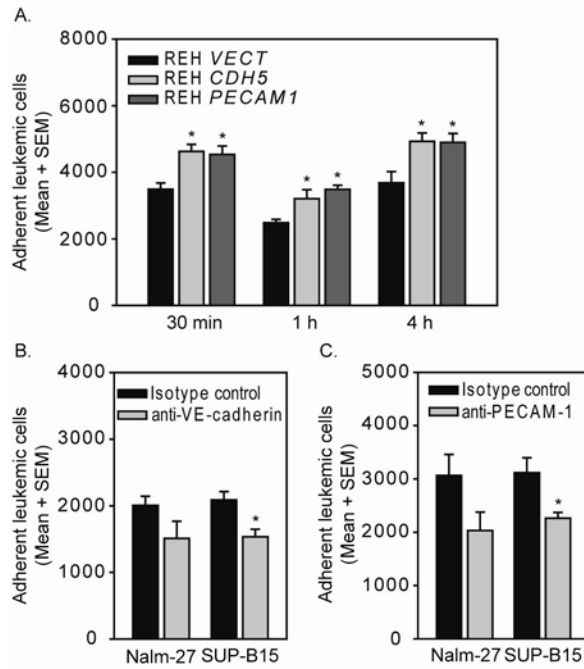 A.
Adherent leukemic cells
(Mean + SEM)
8000
6000
4000
2000
0
REH VECT
REH CDH5
REH PECAM1
* *
* *
* *
30 min 1 h 4 h
B.
Adherent leukemic cells
(Mean + SEM)
4000
3000
2000
1000
0
Isotype control
anti-VE-cadherin
*
Nalm-27 SUP-B15
C.
Adherent leukemic cells
(Mean + SEM)
5000
4000
3000
2000
1000
0
Isotype control
anti-PECAM-1
*
Nalm-27 SUP-B15